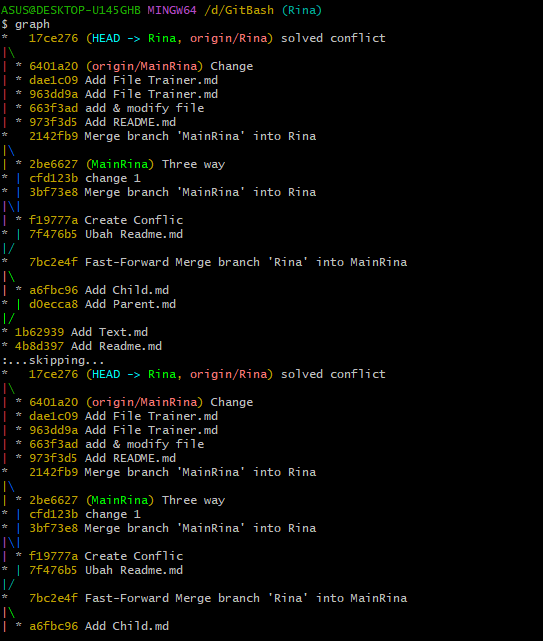 ASUS@DESKTOP-U145GHB MINGW64 /d/GitBash (Rina)
$ graph
*   17ce276 (HEAD -> Rina, origin/Rina) solved conflict
|\
| * 6401a20 (origin/MainRina) Change
| * dae1c09 Add File Trainer.md
| * 963dd9a Add File Trainer.md
| * 663f3ad add & modify file
| * 973f3d5 Add README.md
*   2142fb9 Merge branch 'MainRina' into Rina
|\
| * 2be6627 (MainRina) Three way
* | cfd123b change 1
* | 3bf73e8 Merge branch 'MainRina' into Rina
|\|
| * f19777a Create Conflic
* | 7f476b5 Ubah Readme.md
|/
*   7bc2e4f Fast-Forward Merge branch 'Rina' into MainRina
|\
| * a6fbc96 Add Child.md
* | d0ecca8 Add Parent.md
|/
* 1b62939 Add Text.md
* 4b8d397 Add Readme.md
:...skipping...
*   17ce276 (HEAD -> Rina, origin/Rina) solved conflict
|\
| * 6401a20 (origin/MainRina) Change
| * dae1c09 Add File Trainer.md
| * 963dd9a Add File Trainer.md
| * 663f3ad add & modify file
| * 973f3d5 Add README.md
*   2142fb9 Merge branch 'MainRina' into Rina
|\
| * 2be6627 (MainRina) Three way
* | cfd123b change 1
* | 3bf73e8 Merge branch 'MainRina' into Rina
|\|
| * f19777a Create Conflic
* | 7f476b5 Ubah Readme.md
|/
*   7bc2e4f Fast-Forward Merge branch 'Rina' into MainRina
|\
| * a6fbc96 Add Child.md